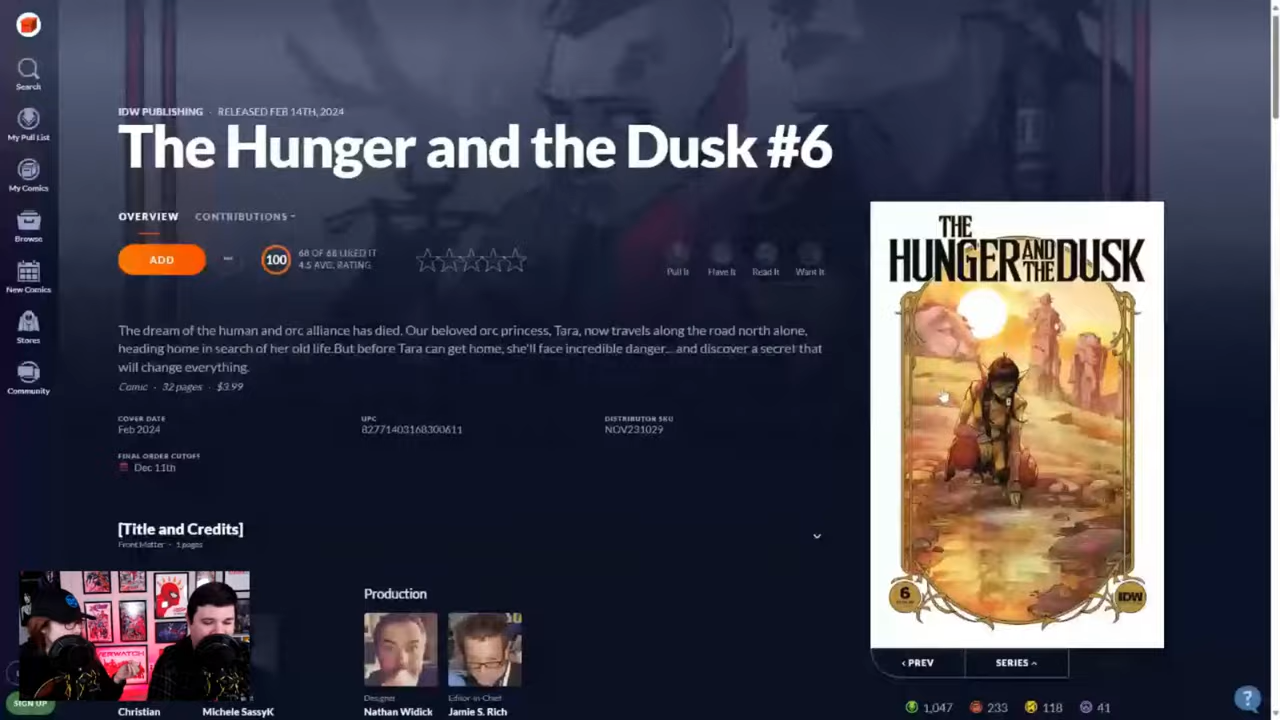 IDW PUBLISHING · RELEASED FEB 14TH, 2024
The Hunger and the Dusk #6
Search
My Pull List
My Comics
Browse
New Comics
Stores
Community
SIGN UP
OVERVIEW CONTRIBUTIONS
ADD
100
68 OF 68 LIKED IT
4.5 AVG. RATING
Pull It Have It Read It Want It
The dream of the human and orc alliance has died. Our beloved orc princess, Tara, now travels along the road north alone,
heading home in search of her old life.But before Tara can get home, she'll face incredible danger... and discover a secret that
will change everything.
Comic · 32 pages · $3.99
COVER DATE
Feb 2024
UPC
82771403168300611
DISTRIBUTOR SKU
NOV231029
FINAL ORDER CUTOFF
Dec 11th
[Title and Credits]
Front Matter · 1 pages
Production
Designer
Nathan Widick
Editor-in-Chief
Jamie S. Rich
Christian
Michele SassyK
THE
HUNGER AND THE DUSK
6
IDW
‹ PREV
SERIES
1,047 233 118 41
?